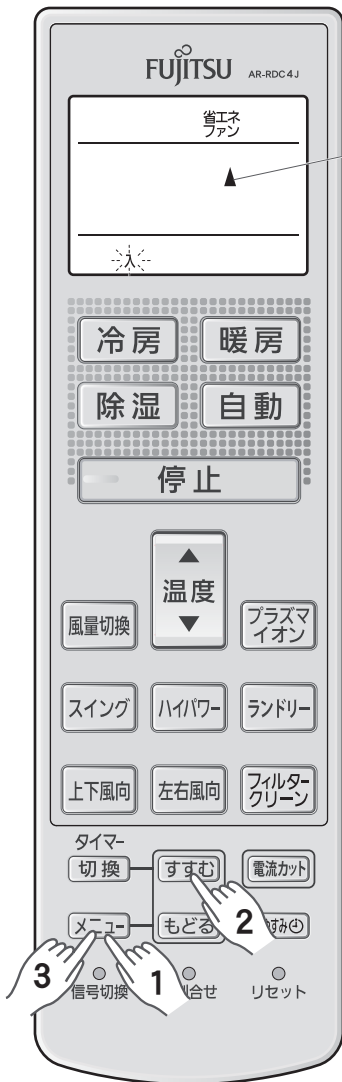 FUJITSU AR-RDC4J
省エネ
ファン
入
冷房 暖房
除湿 自動
停止
温度
風量切換
プラズマ
イオン
スイング ハイパワー ランドリー
上下風向 左右風向
フィルター
クリーン
タイマー
切換 すすむ 電流カット
メニュー もどる
3 1 2
信号切換 リセット